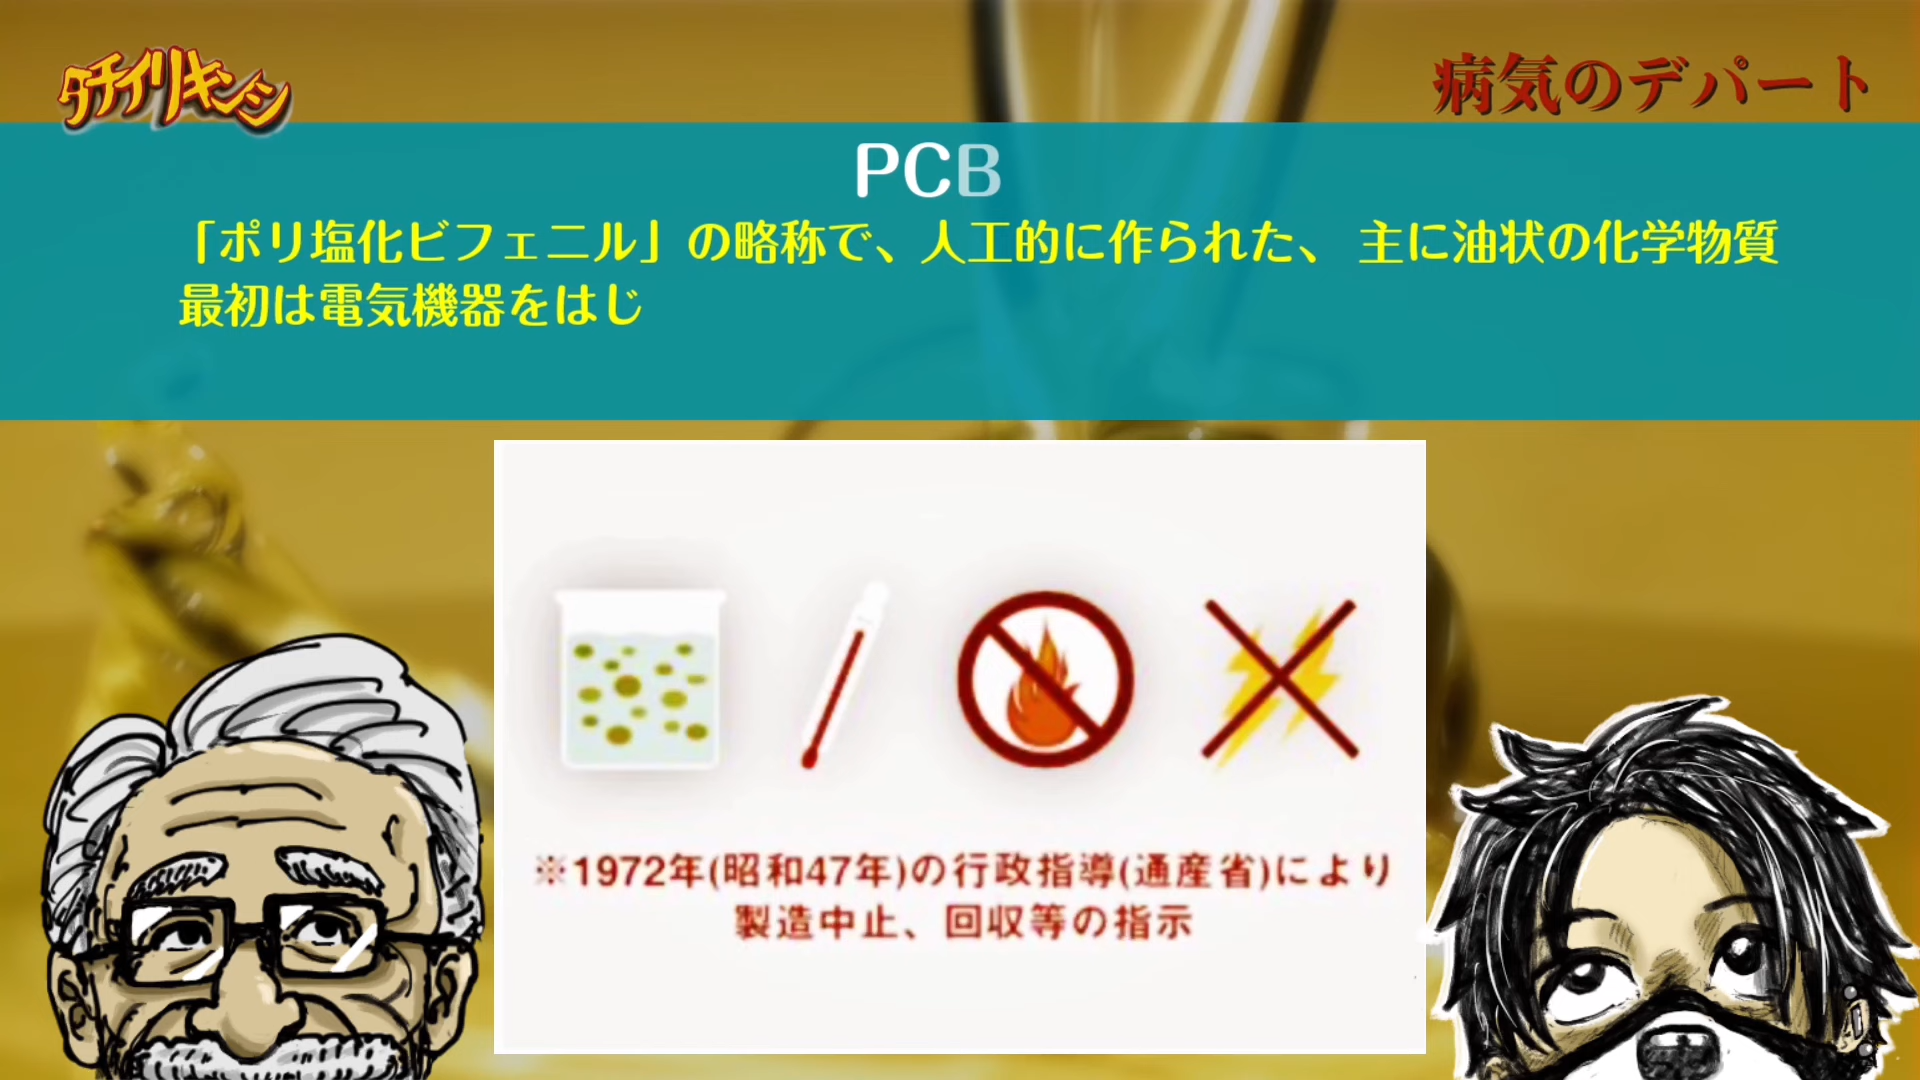 タチイリキンシ
病気のデパート
PCB
「ポリ塩化ビフェニル」の略称で、人工的に作られた、 主に油状の化学物質
最初は電気機器をはじ
※1972年(昭和47年)の行政指導(通産省)により
製造中止、回収等の指示